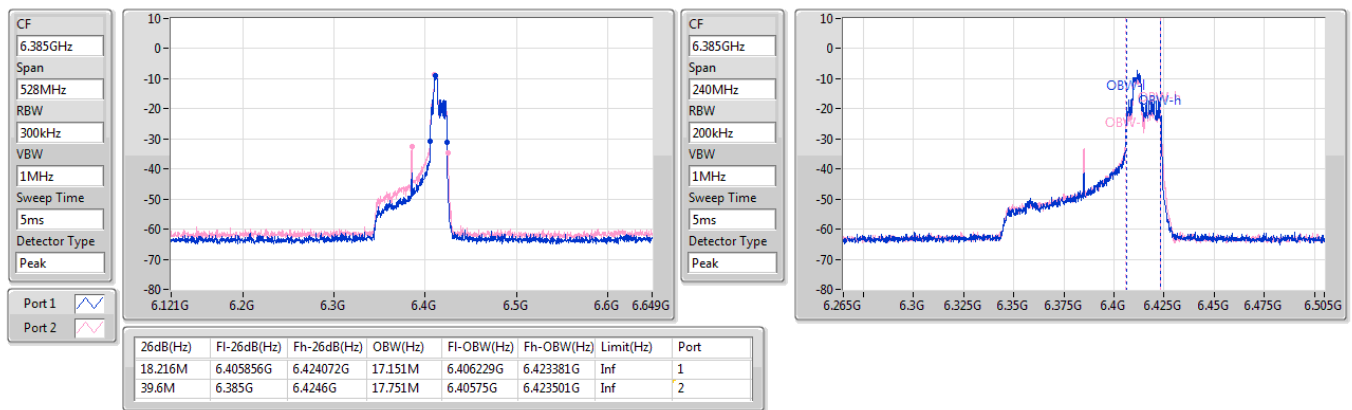 CF
6.385GHz
Span
528MHz
RBW
300kHz
VBW
1MHz
Sweep Time
5ms
Detector Type
Peak
Port 1
Port 2
10
0
-10
-20
-30
-40
-50
-60
-70
-80
6.121G 6.2G 6.3G 6.4G 6.5G 6.6G 6.649G
CF
6.385GHz
Span
240MHz
RBW
200kHz
VBW
1MHz
Sweep Time
5ms
Detector Type
Peak
10
0
-10
-20
-30
-40
-50
-60
-70
-80
OBW-h
6.265G 6.3G 6.325G 6.35G 6.375G 6.4G 6.425G 6.45G 6.475G 6.505G
26dB(Hz) Fl-26dB(Hz) Fh-26dB(Hz) OBW(Hz) Fl-OBW(Hz) Fh-OBW(Hz) Limit(Hz) Port
18.216M 6.405856G 6.424072G 17.151M 6.406229G 6.423381G Inf 1
39.6M 6.385G 6.4246G 17.751M 6.40575G 6.423501G Inf 2